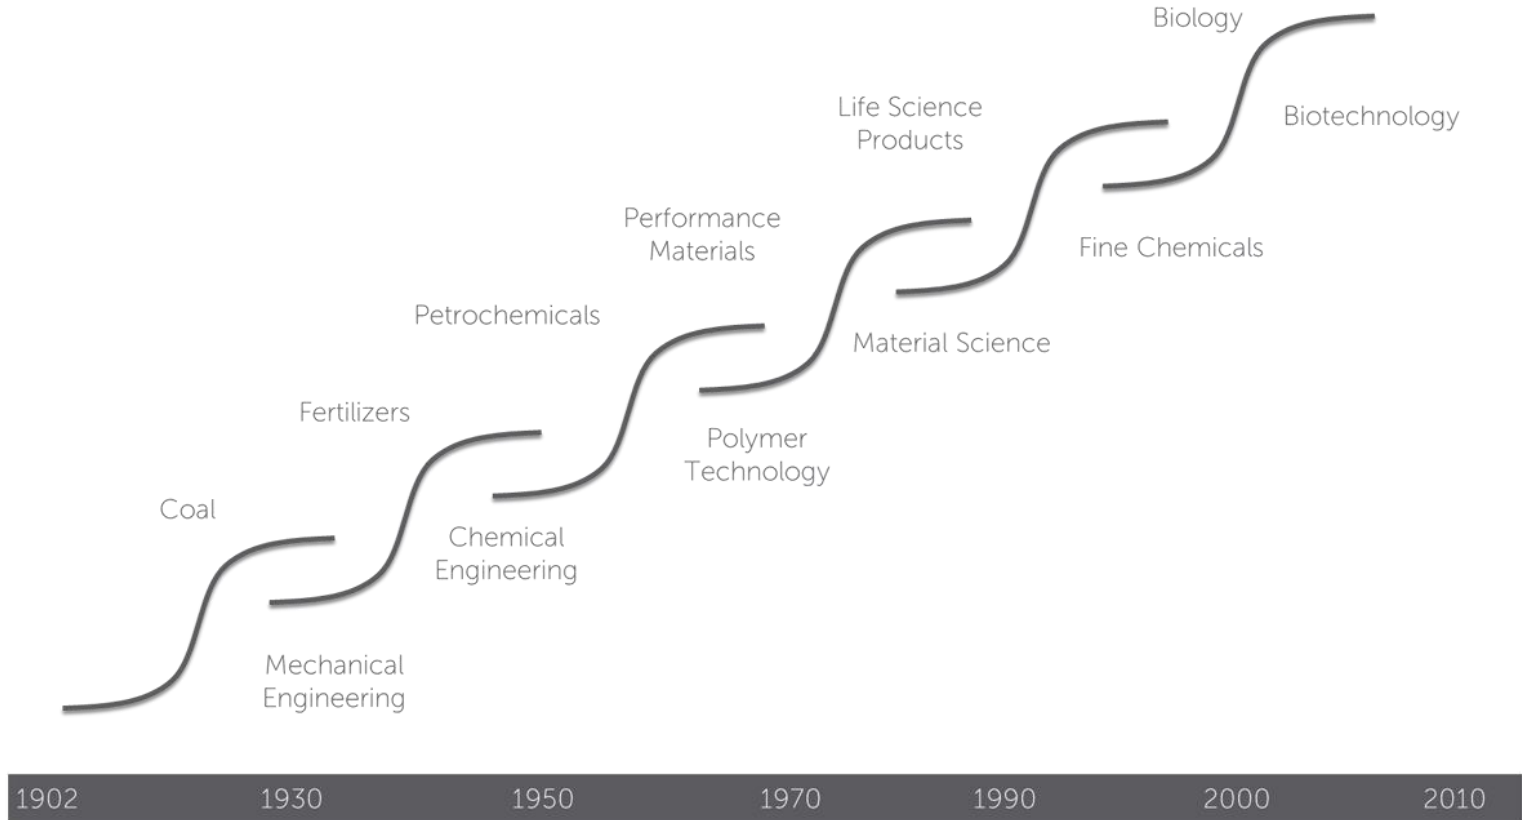 Biology
Life Science
Products
Biotechnology
Performance
Materials
Fine Chemicals
Petrochemicals
Material Science
Fertilizers
Polymer
Technology
Coal
Chemical
Engineering
Mechanical
Engineering
1902 1930 1950 1970 1990 2000 2010